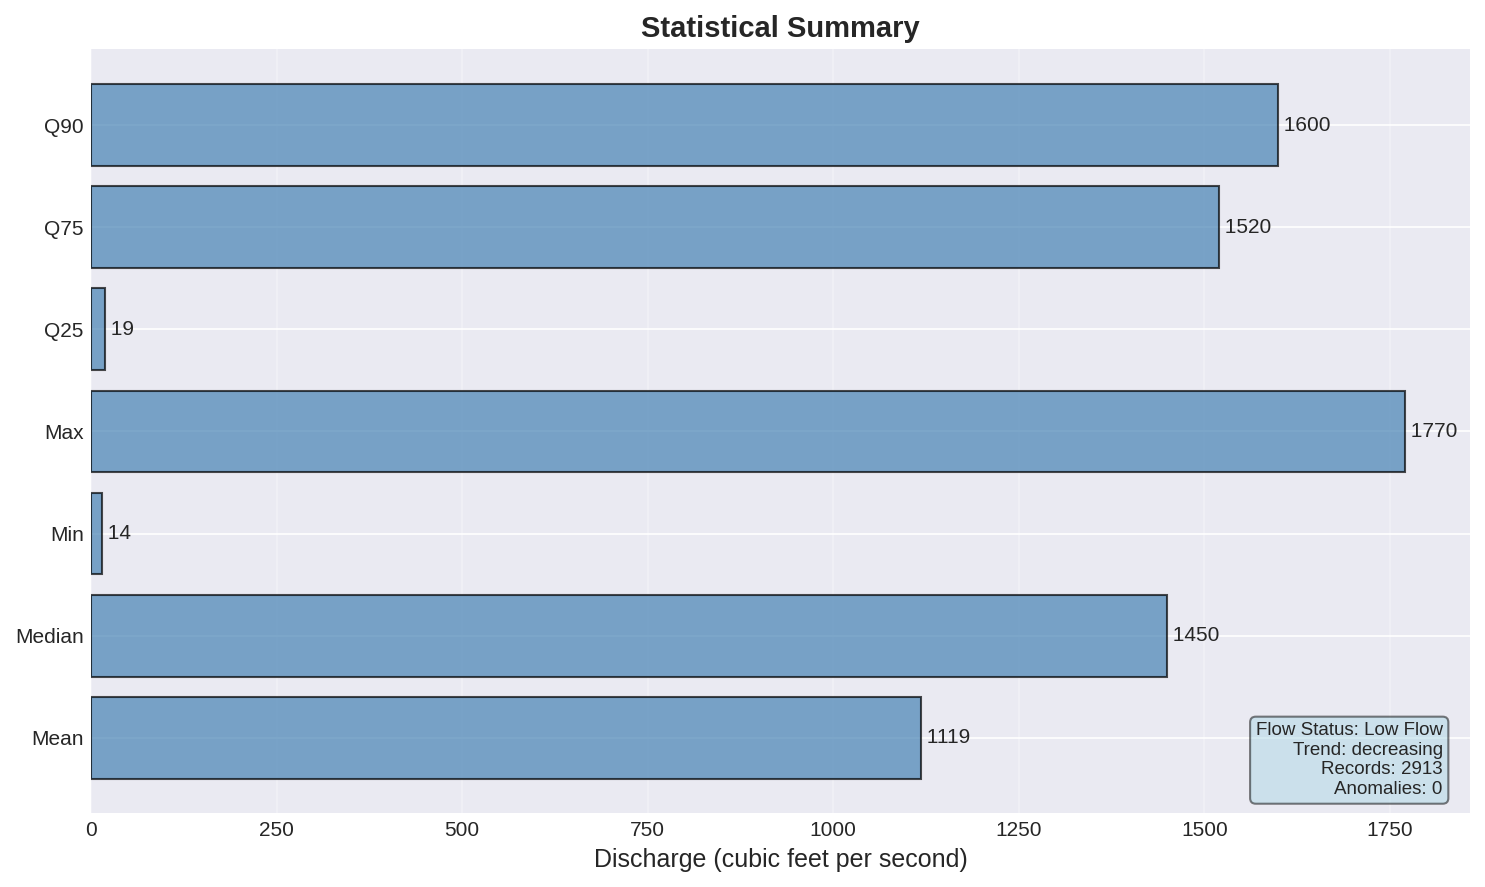 Statistical Summary
Q90
1600
Q75
1520
Q25
19
Max
1770
Min
14
Median
1450
Mean
1119
Flow Status: Low Flow
Trend: decreasing
Records: 2913
Anomalies: 0
0 250 500 750 1000 1250 1500 1750
Discharge (cubic feet per second)